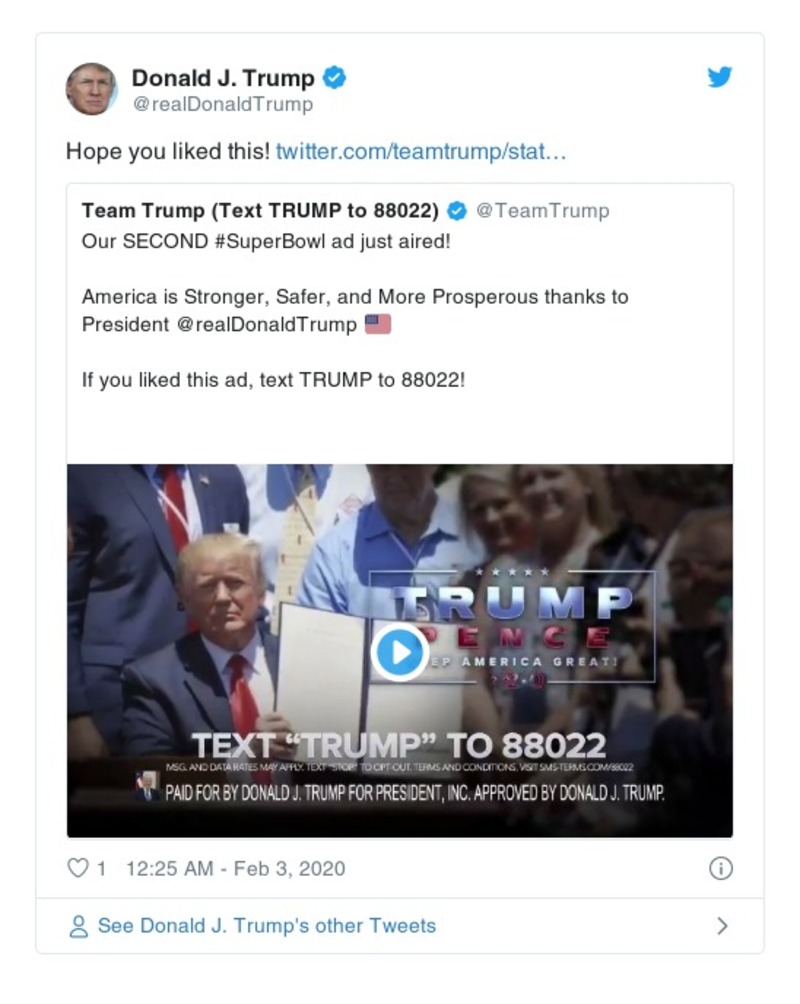 Donald J. Trump
@realDonaldTrump
Hope you liked this! twitter.com/teamtrump/stat…
Team Trump (Text TRUMP to 88022) @TeamTrump
Our SECOND #SuperBowl ad just aired!
America is Stronger, Safer, and More Prosperous thanks to
President @realDonaldTrump
If you liked this ad, text TRUMP to 88022!
TRUMP
PENCE
EP AMERICA GREAT!
TEXT “TRUMP” TO 88022
MSG. AND DATA RATES MAY APPLY. TEXT "STOP" TO OPT-OUT. TERMS AND CONDITIONS, VISIT SMS-TERMS.COM/88022
PAID FOR BY DONALD J. TRUMP FOR PRESIDENT, INC. APPROVED BY DONALD J. TRUMP.
1 12:25 AM - Feb 3, 2020
See Donald J. Trump's other Tweets